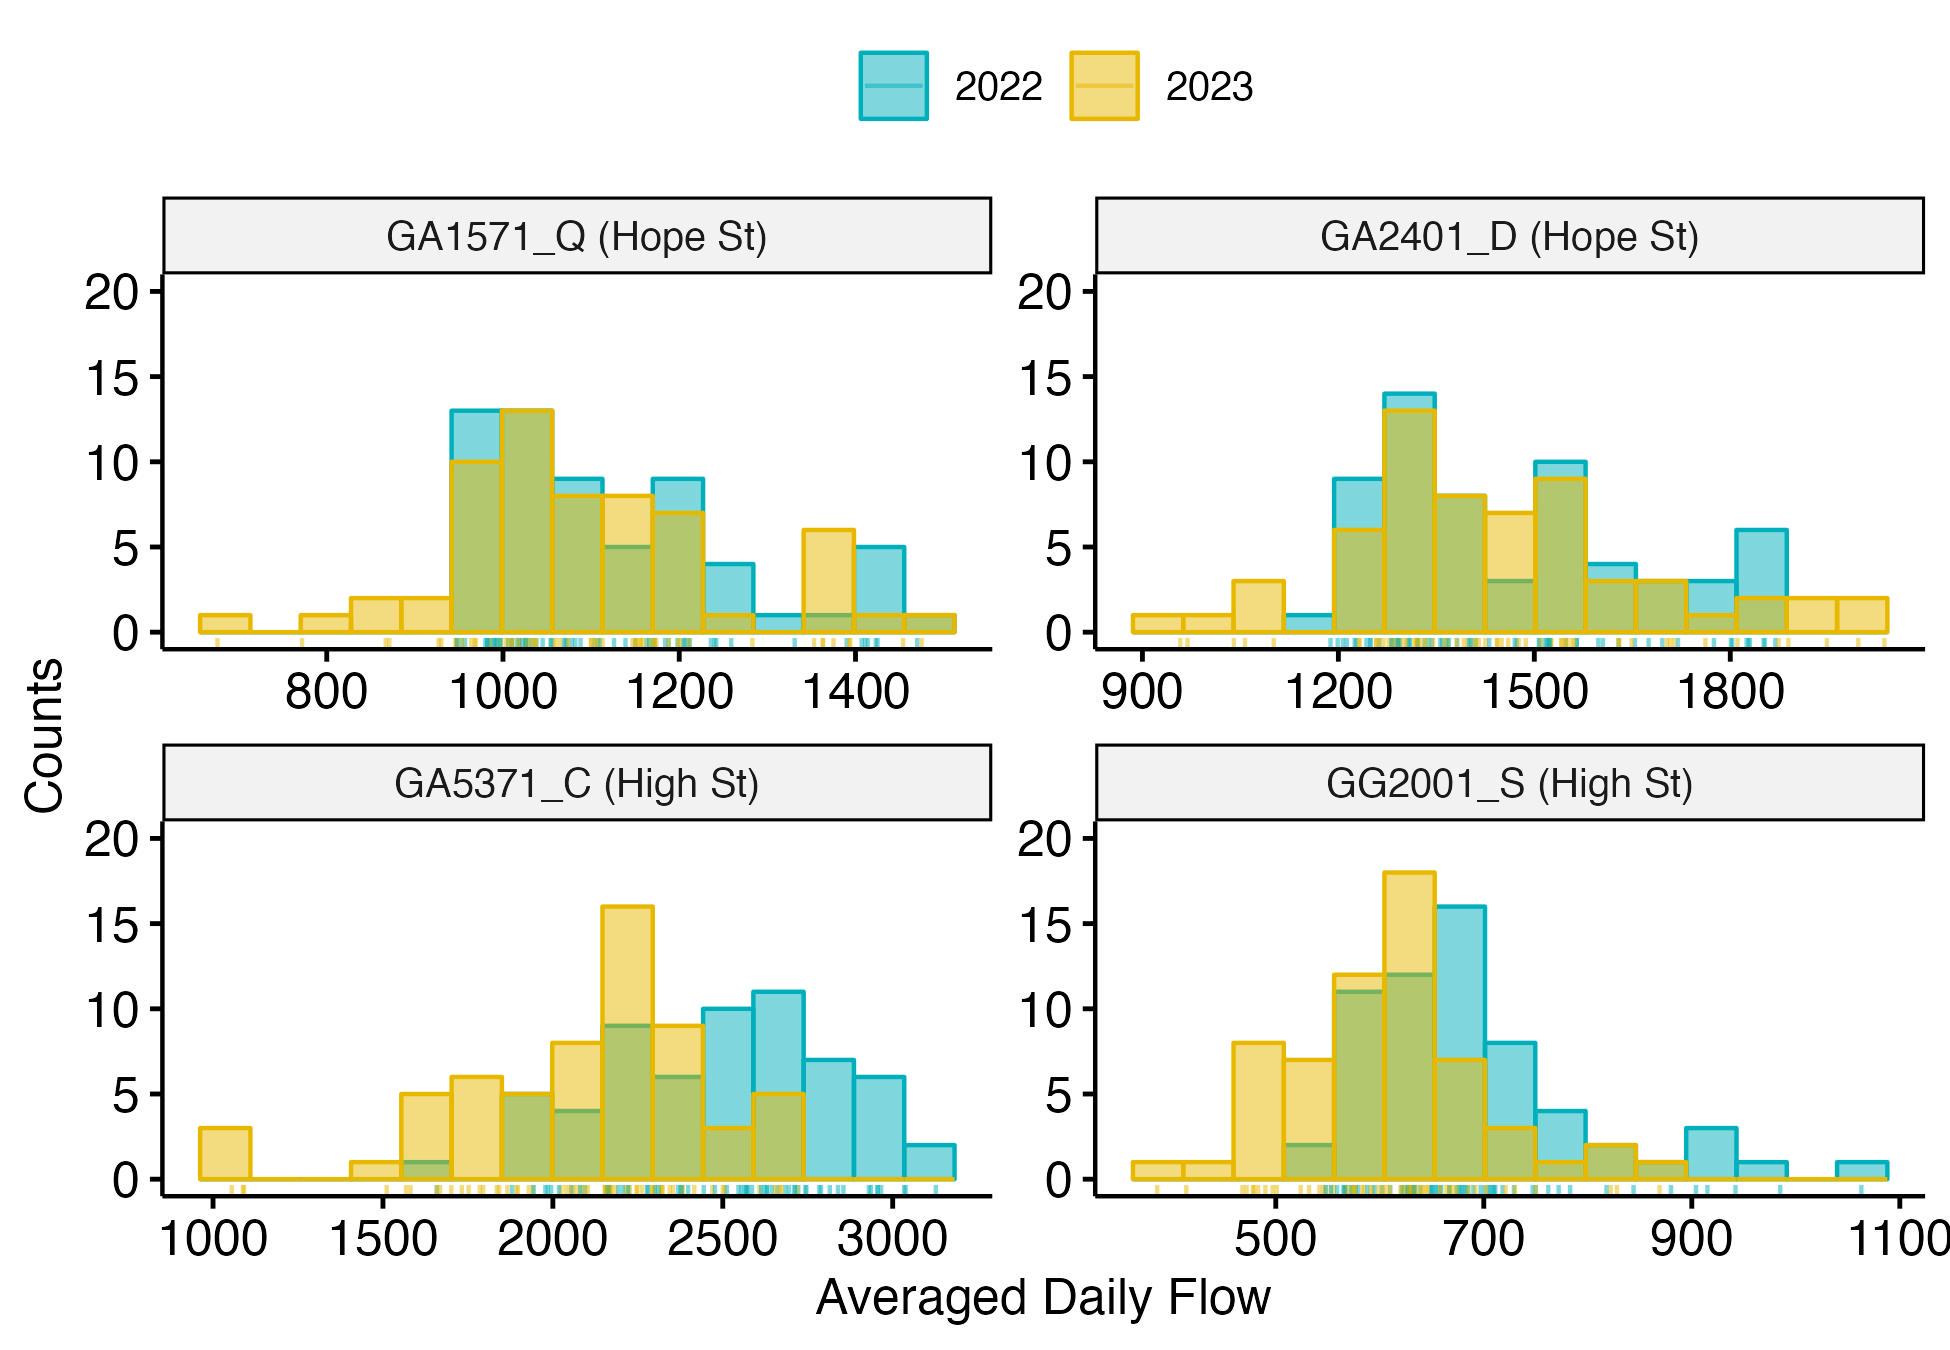 2022 2023
GA1571_Q (Hope St)
20
15
10
5
0
800 1000 1200 1400
GA2401_D (Hope St)
20
15
10
5
0
900 1200 1500 1800
Counts
GA5371_C (High St)
20
15
10
5
0
1000 1500 2000 2500 3000
GG2001_S (High St)
20
15
10
5
0
500 700 900 1100
Averaged Daily Flow